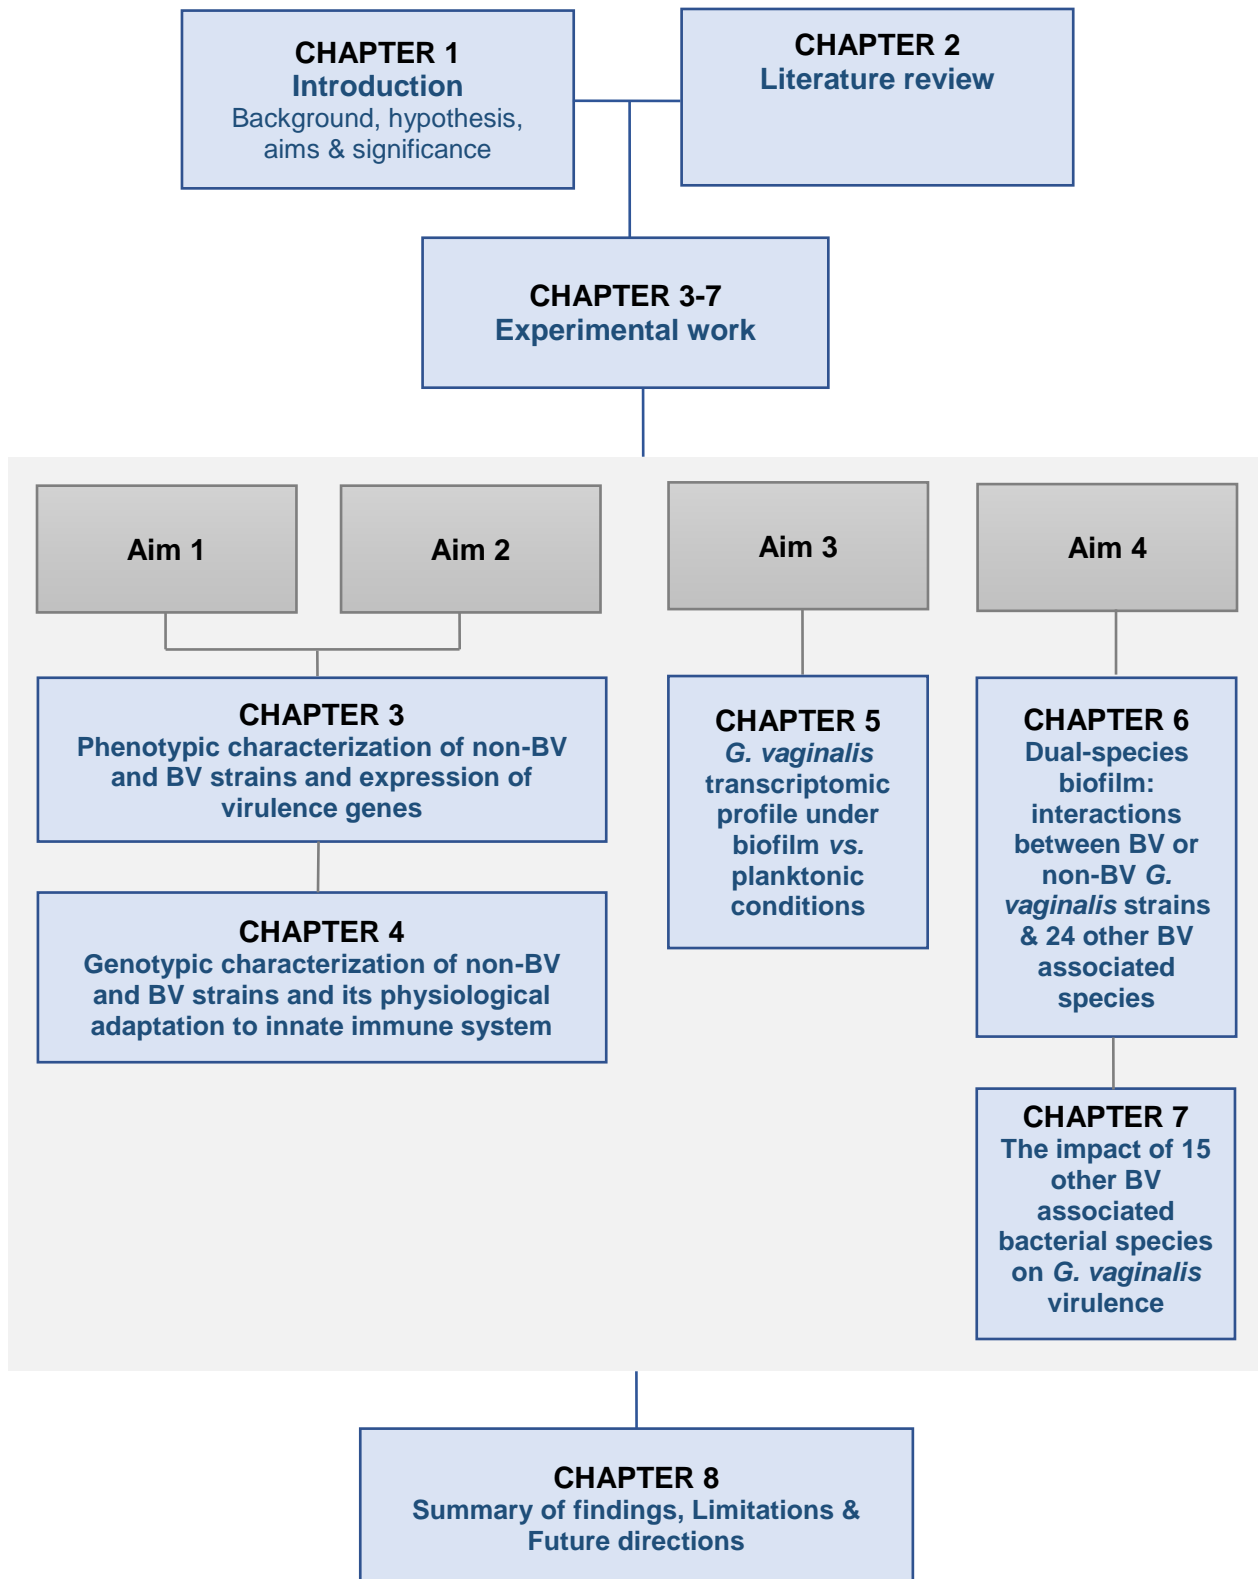 CHAPTER 1
Introduction
Background, hypothesis,
aims & significance
CHAPTER 2
Literature review
CHAPTER 3-7
Experimental work
Aim 1
Aim 2
Aim 3
Aim 4
CHAPTER 3
Phenotypic characterization of non-BV
and BV strains and expression of
virulence genes
CHAPTER 4
Genotypic characterization of non-BV
and BV strains and its physiological
adaptation to innate immune system
CHAPTER 5
G. vaginalis
transcriptomic
profile under
biofilm vs.
planktonic
conditions
CHAPTER 6
Dual-species
biofilm:
interactions
between BV or
non-BV G.
vaginalis strains
& 24 other BV
associated
species
CHAPTER 7
The impact of 15
other BV
associated
bacterial species
on G. vaginalis
virulence
CHAPTER 8
Summary of findings, Limitations &
Future directions